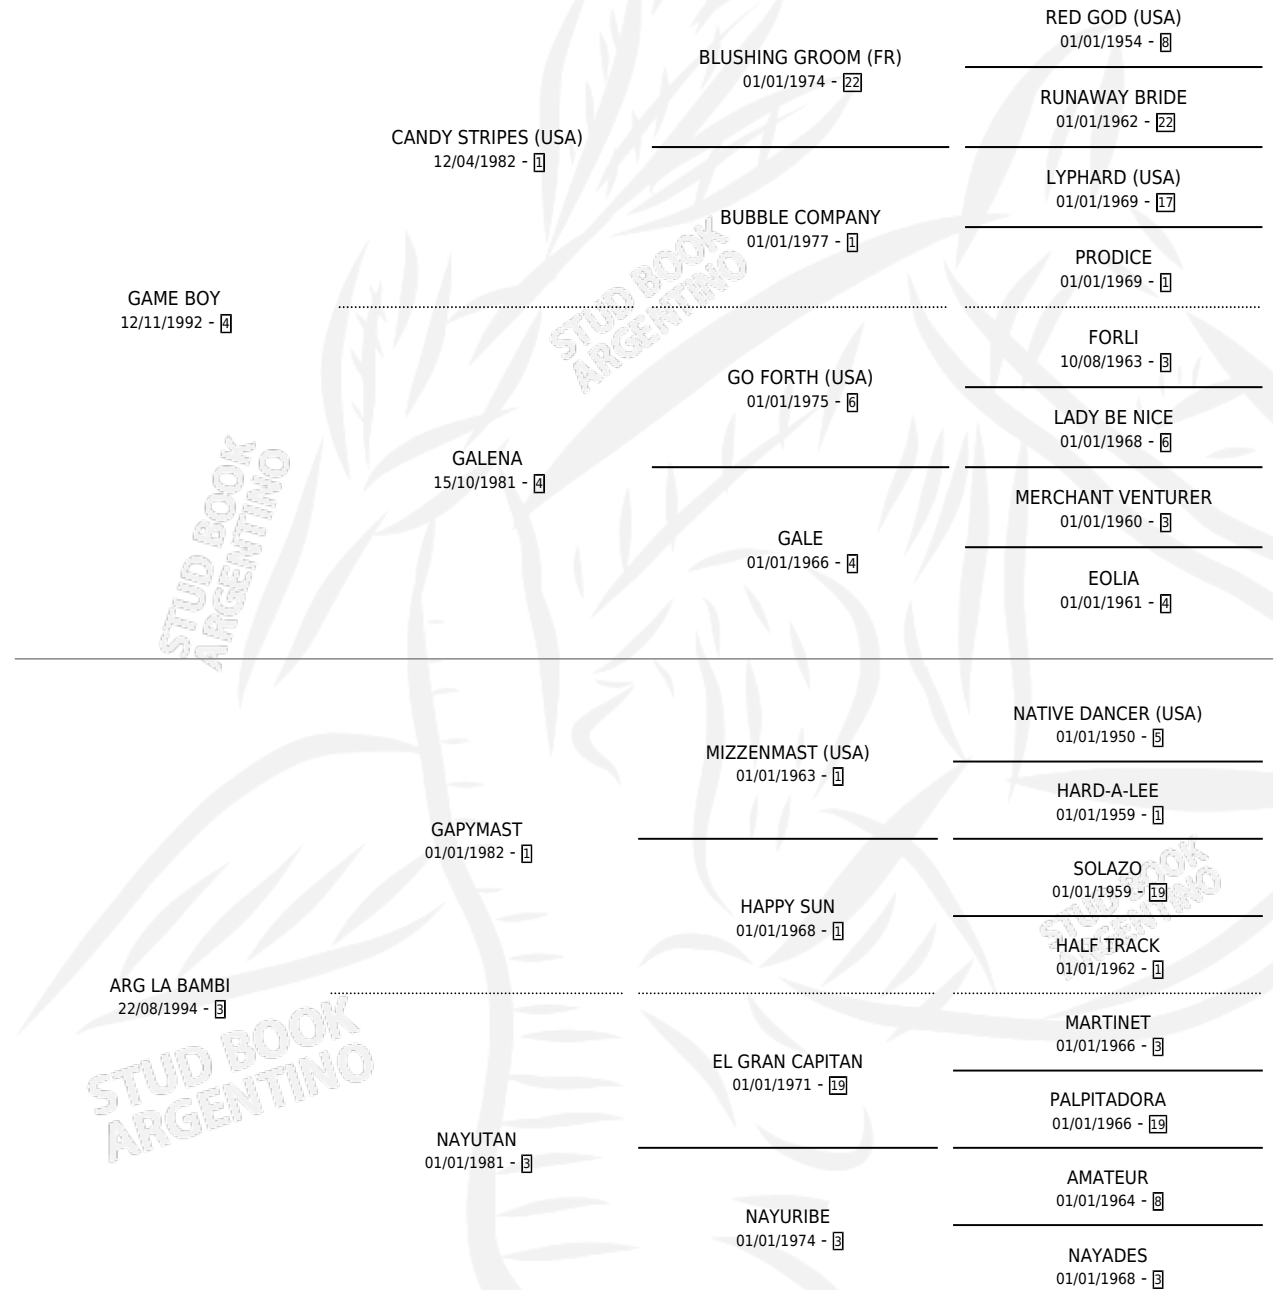 RED GOD (USA)
01/01/1954 - 8
BLUSHING GROOM (FR)
01/01/1974 - 22
RUNAWAY BRIDE
01/01/1962 - 22
CANDY STRIPES (USA)
12/04/1982 - 1
LYPHARD (USA)
01/01/1969 - 17
BUBBLE COMPANY
01/01/1977 - 1
PRODICE
01/01/1969 - 1
GAME BOY
12/11/1992 - 4
STUD BOOK
ARGENTINO
FORLI
10/08/1963 - 3
GO FORTH (USA)
01/01/1975 - 6
LADY BE NICE
01/01/1968 - 6
GALENA
15/10/1981 - 4
MERCHANT VENTURER
01/01/1960 - 3
GALE
01/01/1966 - 4
EOLIA
01/01/1961 - 4
STUD BOOK
ARGENTINO
NATIVE DANCER (USA)
01/01/1950 - 5
MIZZENMAST (USA)
01/01/1963 - 1
HARD-A-LEE
01/01/1959 - 1
GAPYMAST
01/01/1982 - 1
SOLAZO
01/01/1959 - 19
HAPPY SUN
01/01/1968 - 1
STUD BOOK
ARGENTINO
HALF TRACK
01/01/1962 - 1
ARG LA BAMBI
22/08/1994 - 3
MARTINET
01/01/1966 - 3
EL GRAN CAPITAN
01/01/1971 - 19
STUD BOOK
ARGENTINO
PALPITADORA
01/01/1966 - 19
NAYUTAN
01/01/1981 - 3
AMATEUR
01/01/1964 - 8
NAYURIBE
01/01/1974 - 3
NAYADES
01/01/1968 - 3